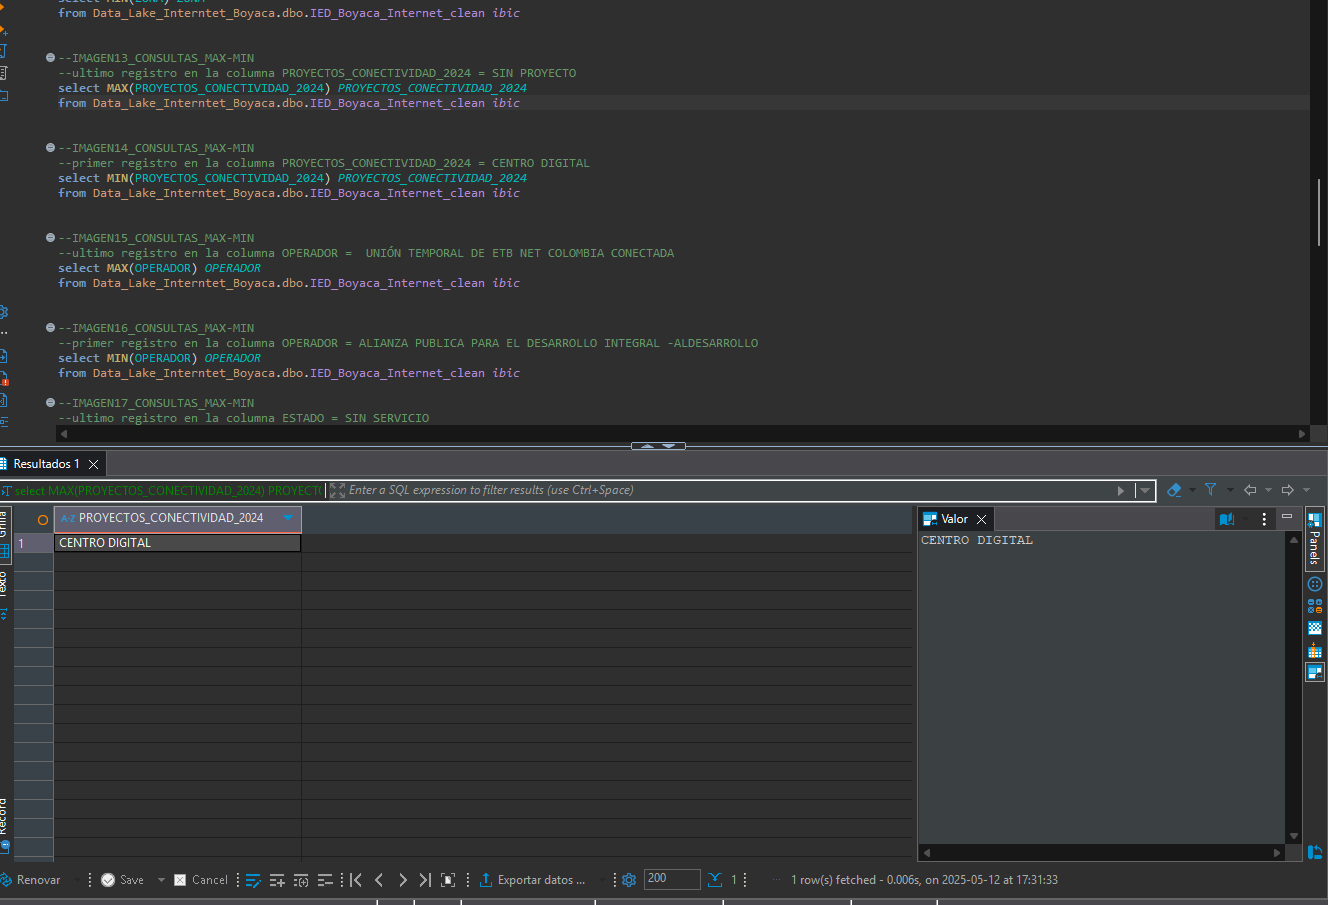 select MIN(ZONA) ZONA
from Data_Lake_Interntet_Boyaca.dbo.IED_Boyaca_Internet_clean ibic
--IMAGEN13_CONSULTAS_MAX-MIN
--ultimo registro en la columna PROYECTOS_CONECTIVIDAD_2024 = SIN PROYECTO
select MAX(PROYECTOS_CONECTIVIDAD_2024) PROYECTOS_CONECTIVIDAD_2024
from Data_Lake_Interntet_Boyaca.dbo.IED_Boyaca_Internet_clean ibic
--IMAGEN14_CONSULTAS_MAX-MIN
--primer registro en la columna PROYECTOS_CONECTIVIDAD_2024 = CENTRO DIGITAL
select MIN(PROYECTOS_CONECTIVIDAD_2024) PROYECTOS_CONECTIVIDAD_2024
from Data_Lake_Interntet_Boyaca.dbo.IED_Boyaca_Internet_clean ibic
--IMAGEN15_CONSULTAS_MAX-MIN
--ultimo registro en la columna OPERADOR =  UNIÓN TEMPORAL DE ETB NET COLOMBIA CONECTADA
select MAX(OPERADOR) OPERADOR
from Data_Lake_Interntet_Boyaca.dbo.IED_Boyaca_Internet_clean ibic
--IMAGEN16_CONSULTAS_MAX-MIN
--primer registro en la columna OPERADOR = ALIANZA PUBLICA PARA EL DESARROLLO INTEGRAL -ALDESARROLLO
select MIN(OPERADOR) OPERADOR
from Data_Lake_Interntet_Boyaca.dbo.IED_Boyaca_Internet_clean ibic
--IMAGEN17_CONSULTAS_MAX-MIN
--ultimo registro en la columna ESTADO = SIN SERVICIO
Resultados 1
select MAX(PROYECTOS_CONECTIVIDAD_2024) PROYECTO
Enter a SQL expression to filter results (use Ctrl+Space)
Grilla
Texto
Record
A-Z PROYECTOS_CONECTIVIDAD_2024
1 CENTRO DIGITAL
Valor
CENTRO DIGITAL
Panels
Renovar
Save
Cancel
Exportar datos ...
200
1
1 row(s) fetched - 0.006s, on 2025-05-12 at 17:31:33